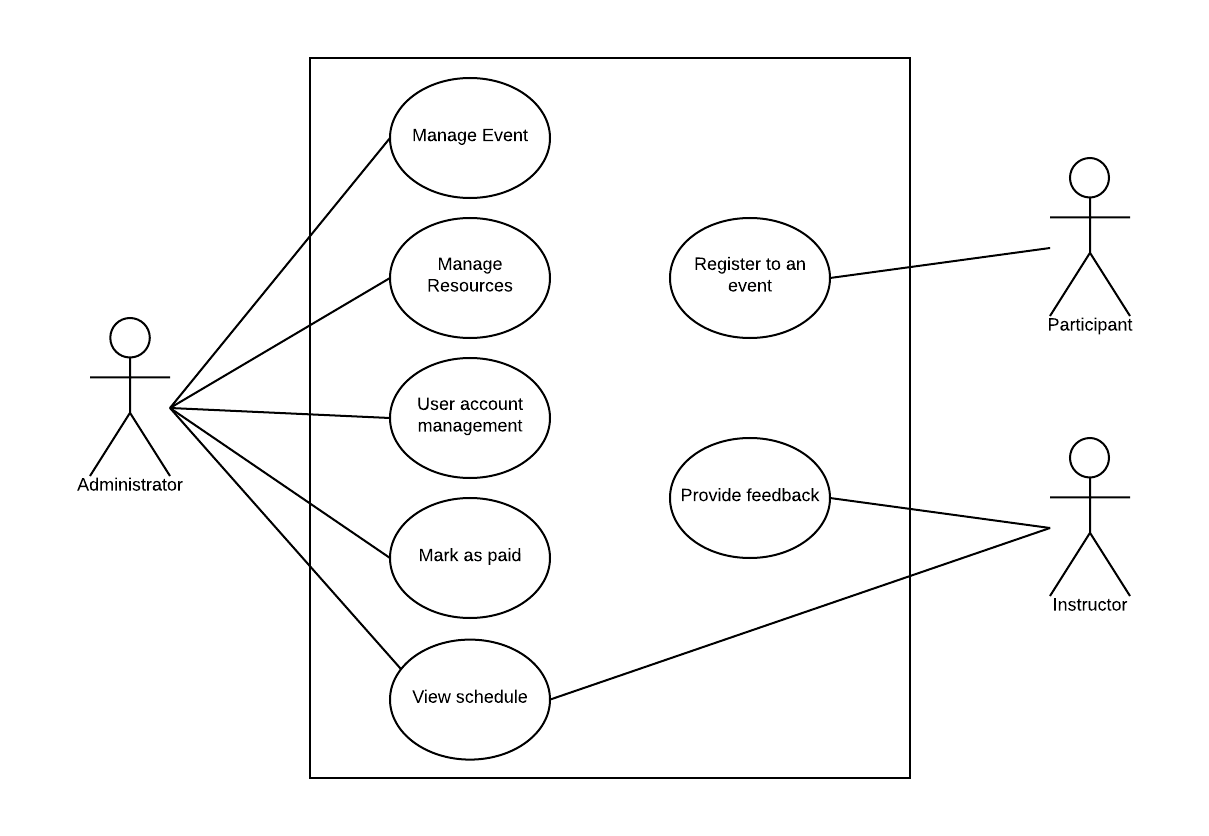 Manage Event
Manage
Resources
Register to an
event
Participant
User account
management
Administrator
Provide feedback
Mark as paid
Instructor
View schedule